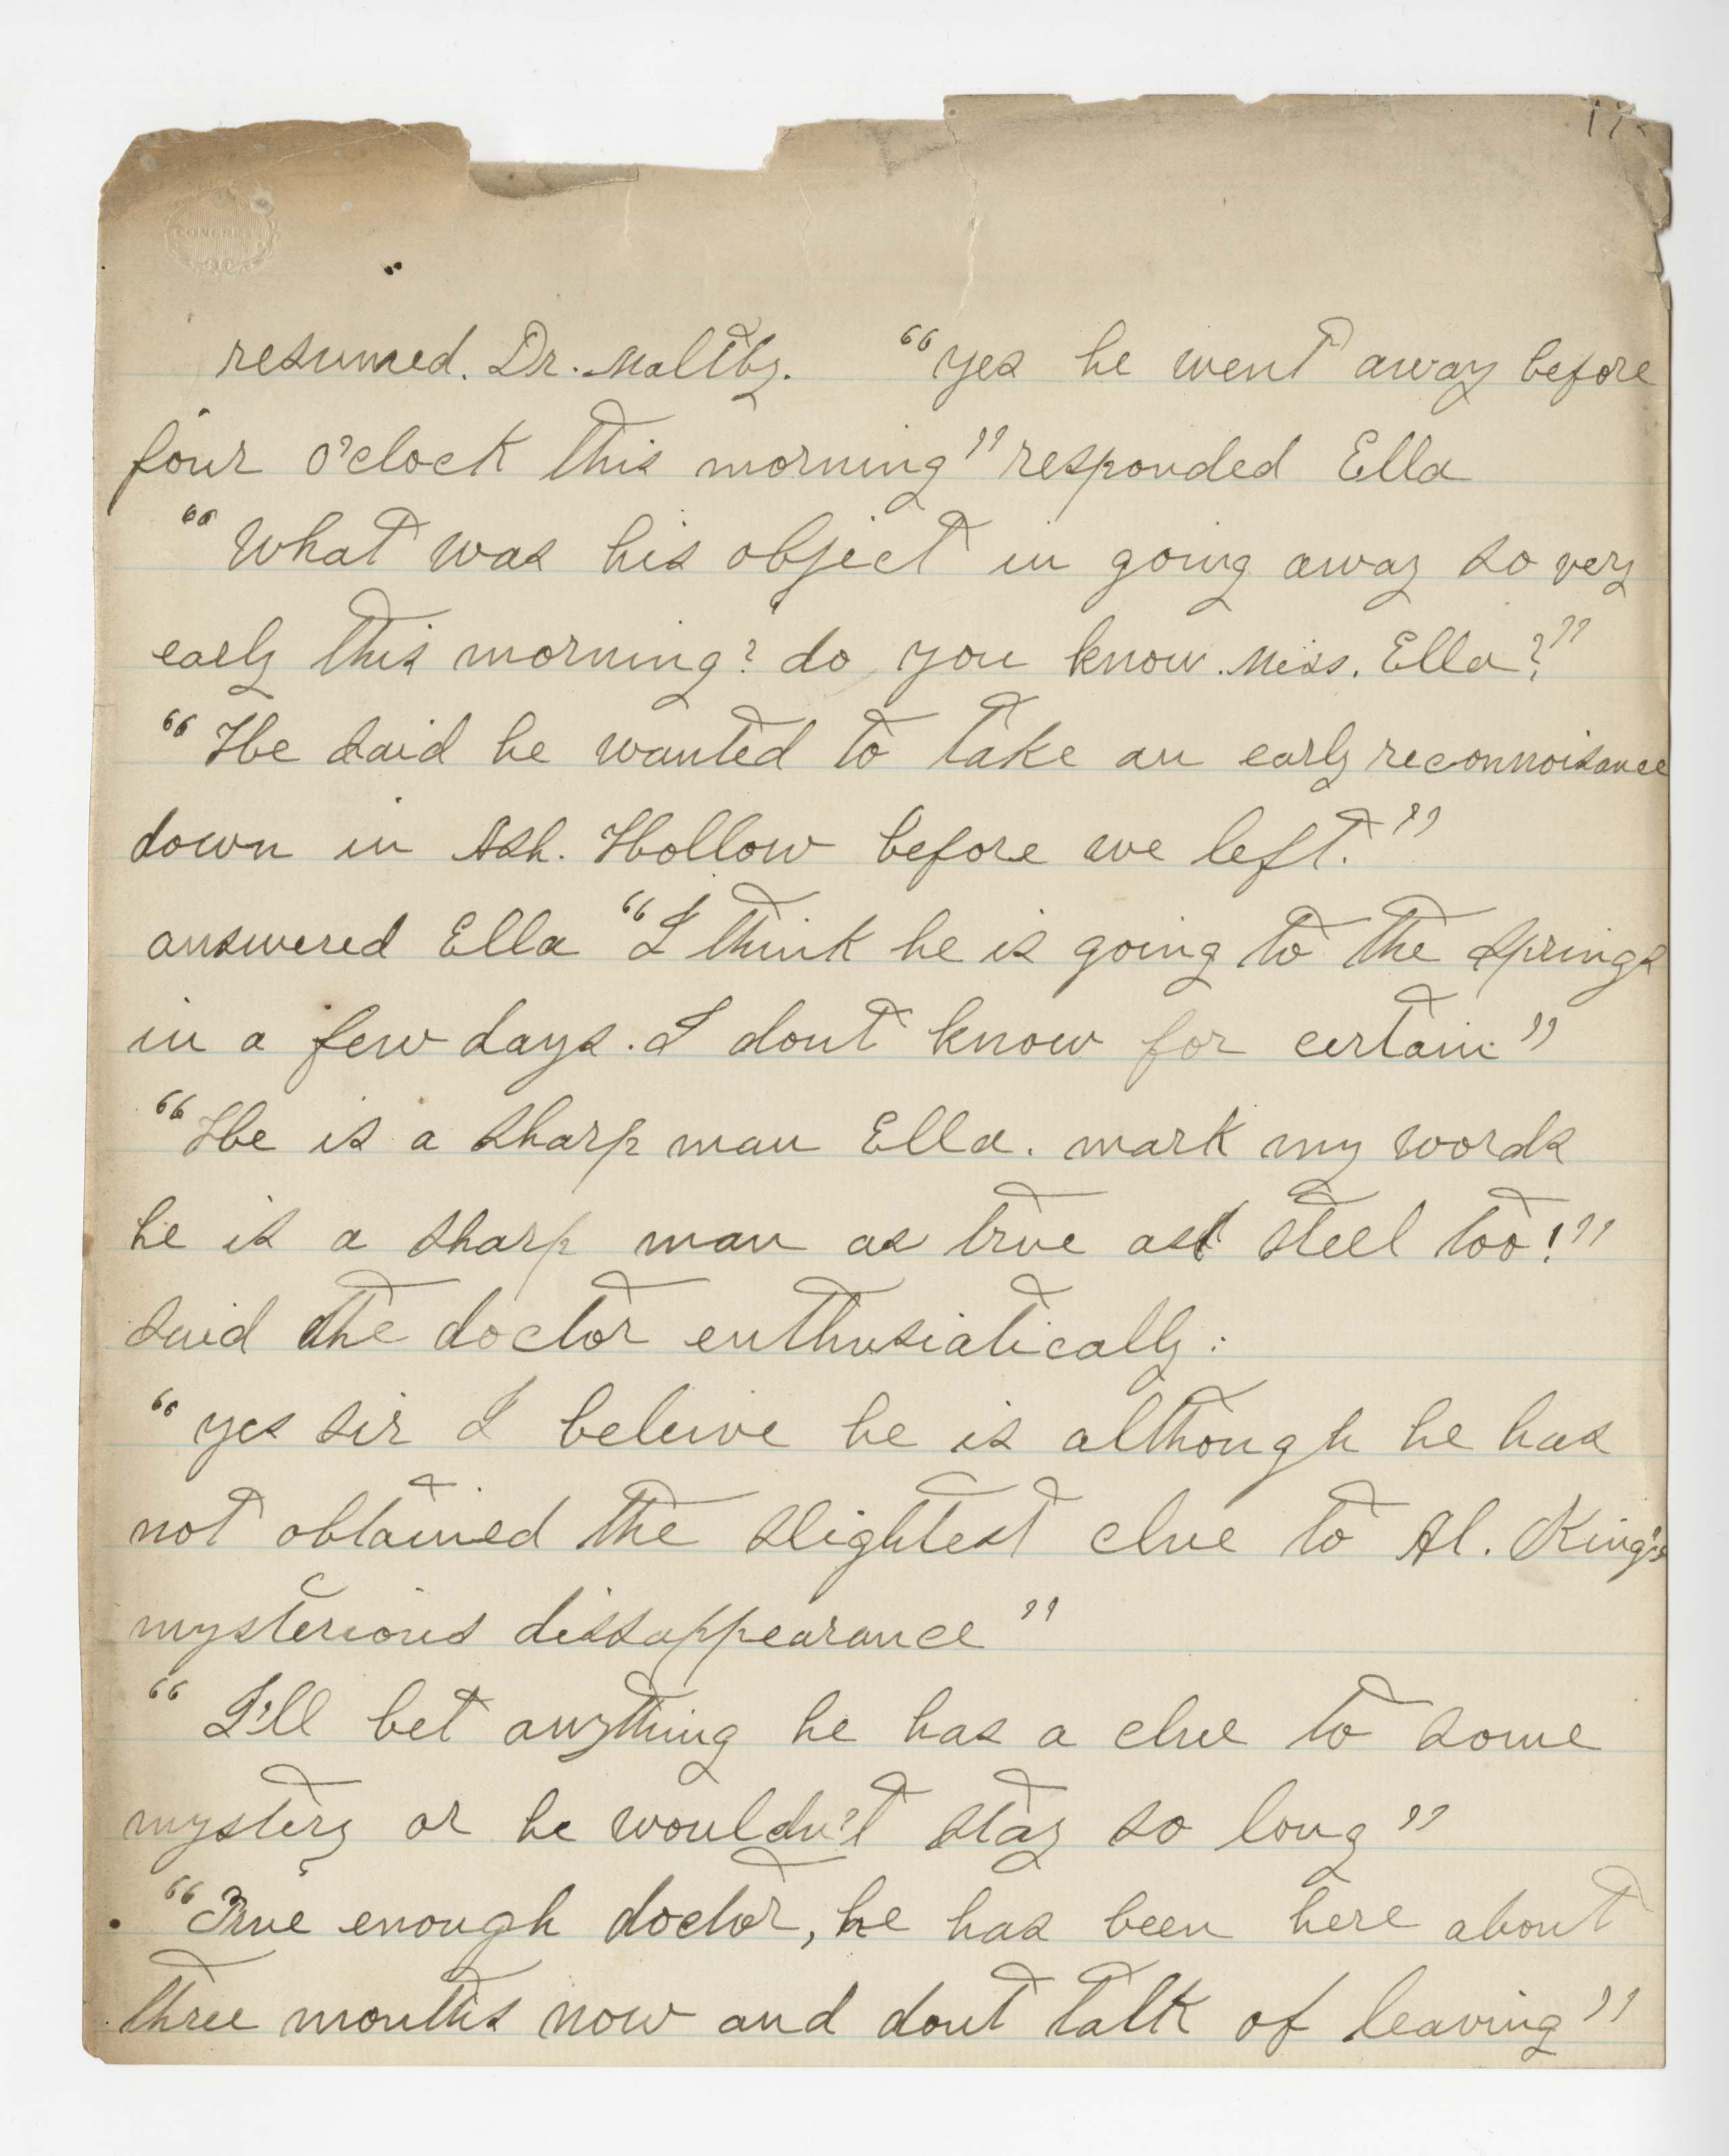 resumed. Dr. Maltby. "yes he went away before
four o'clock this morning" responded Ella
"What was his object in going away so very
early this morning? do you know. Miss. Ella?"
"He said he wanted to take an early reconnoisance
down in Ash. Hollow before we left."
answered Ella "I think he is going to the springs
in a few days. I dont know for certain"
"He is a sharp man Ella. mark my words
he is a sharp man as true as steel too!"
said the doctor enthusiatically:
"yes sir I beleive he is although he has
not obtained the slightest clue to Al. King's
mysterious dissappearance"
"I'll bet anything he has a clue to some
mystery or he wouldn't stay so long"
"True enough doctor, he has been here about
three months now and dont talk of leaving"